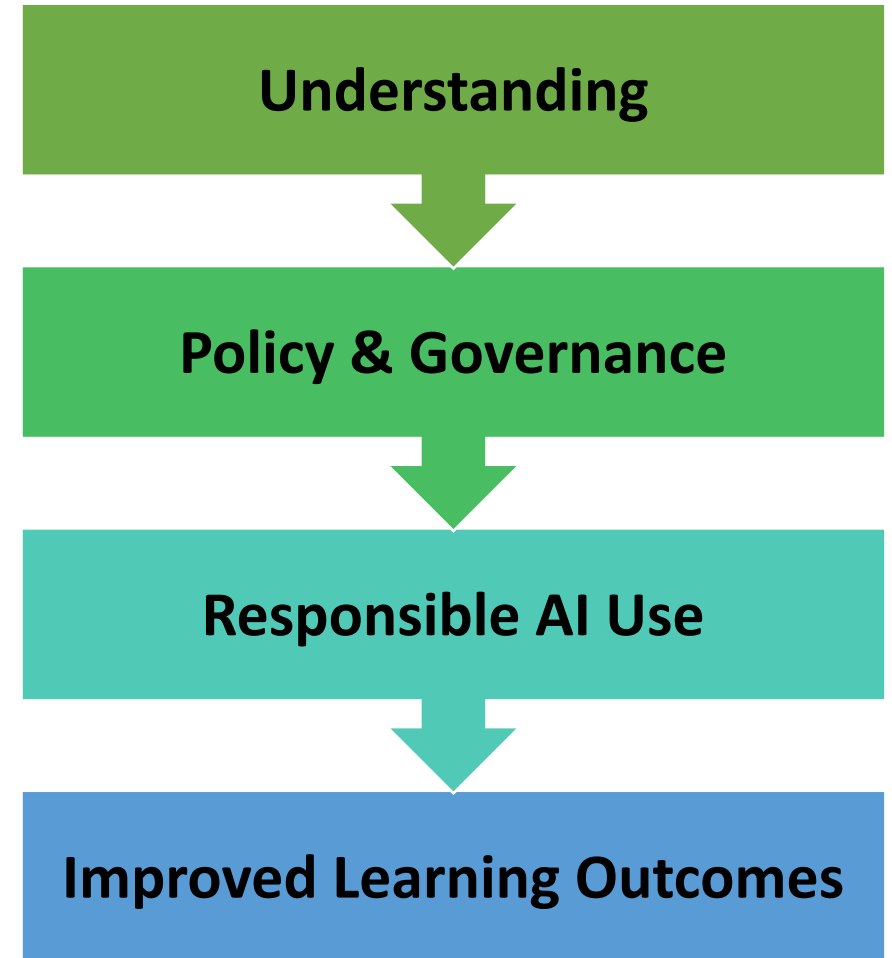 Understanding
Policy & Governance
Responsible AI Use
Improved Learning Outcomes